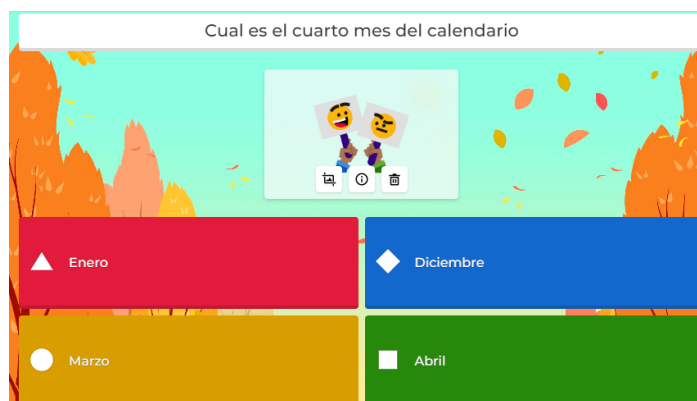 Cual es el cuarto mes del calendario
Enero
Diciembre
Marzo
Abril